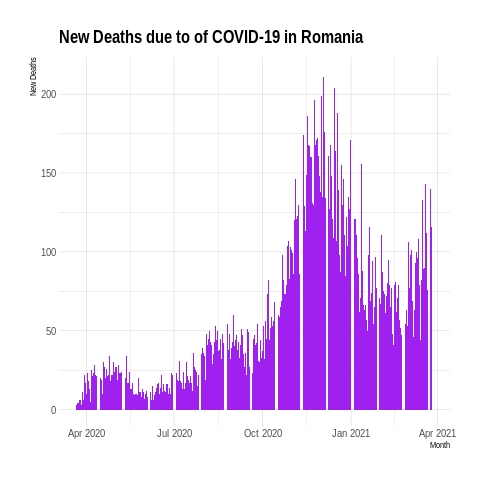 New Deaths due to of COVID-19 in Romania
New Deaths
200
150
100
50
0
Apr 2020 Jul 2020 Oct 2020 Jan 2021 Apr 2021
Month